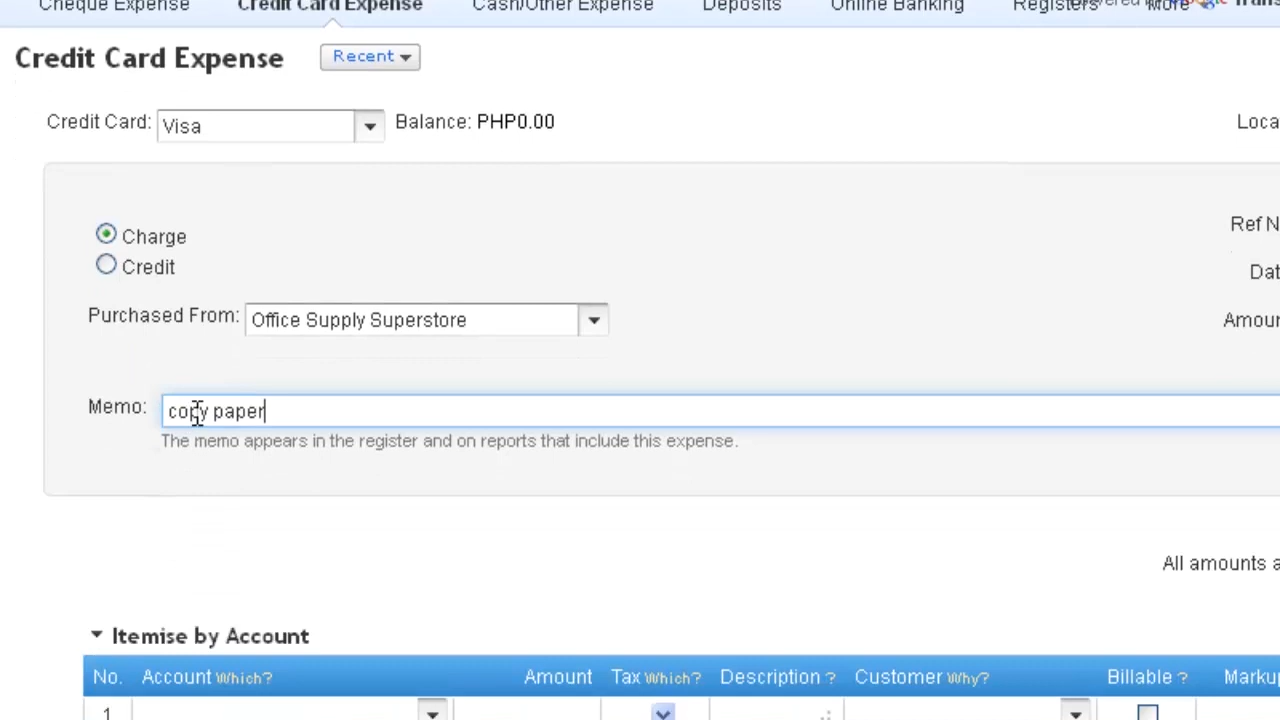 Cheque Expense Credit Card Expense Cash/Other Expense Deposits Online Banking Registers More
Credit Card Expense Recent
Credit Card: Visa Balance: PHP0.00 Loca
Ref N
Charge
Credit
Dat
Purchased From: Office Supply Superstore
Amoun
Memo: copy paper
The memo appears in the register and on reports that include this expense.
All amounts a
Itemise by Account
No. Account Which? Amount Tax Which? Description ? Customer Why? Billable ? Markup
1